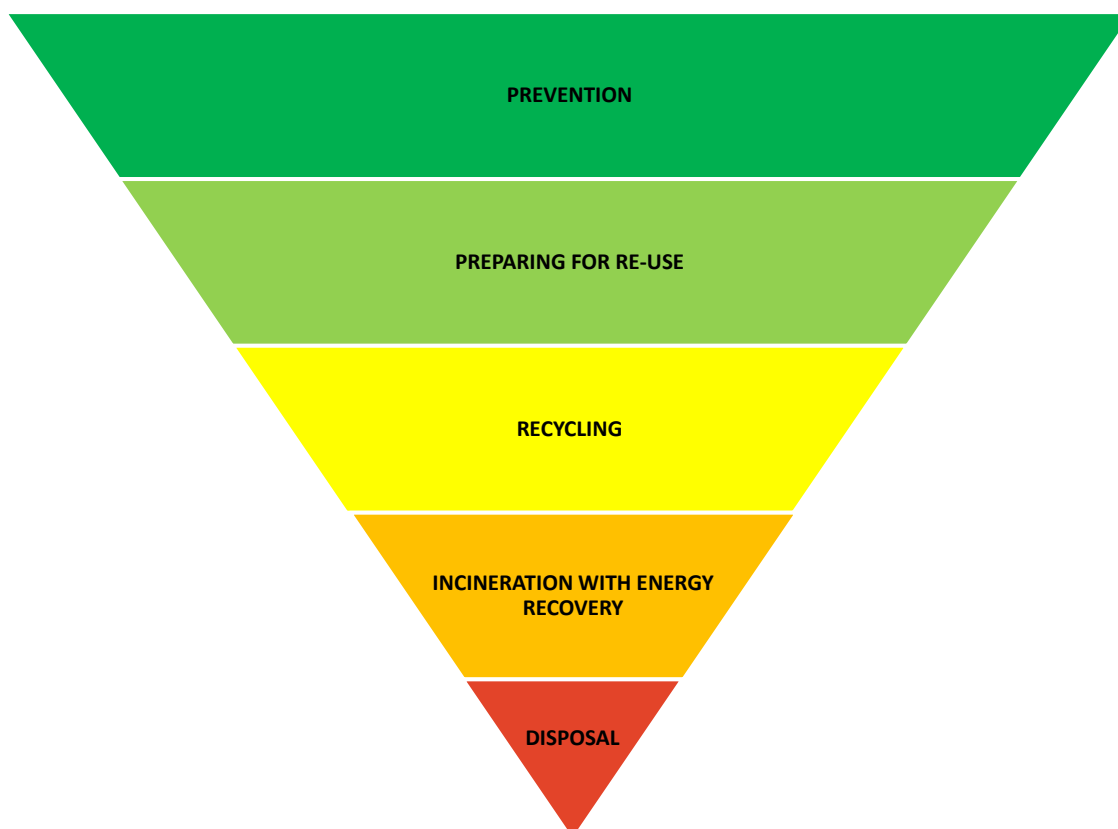 PREVENTION
PREPARING FOR RE-USE
RECYCLING
INCINERATION WITH ENERGY
RECOVERY
DISPOSAL